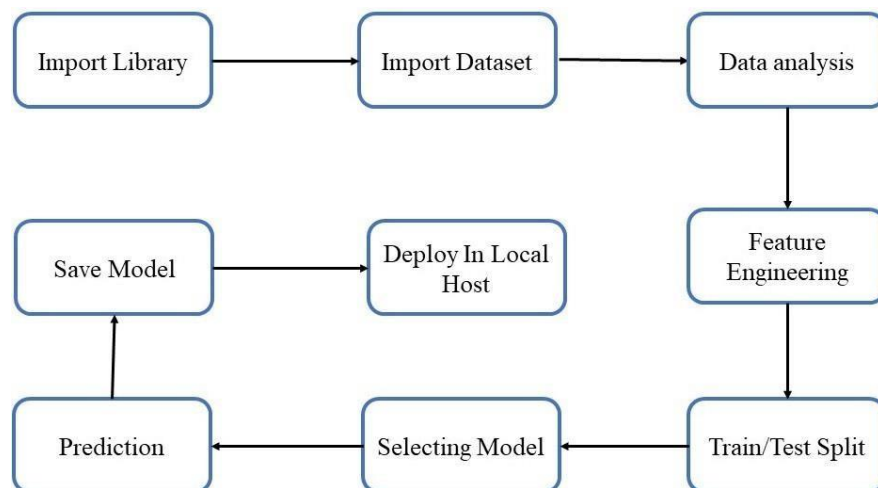 Import Library
Import Dataset
Data analysis
Feature
Engineering
Train/Test Split
Selecting Model
Prediction
Save Model
Deploy In Local
Host